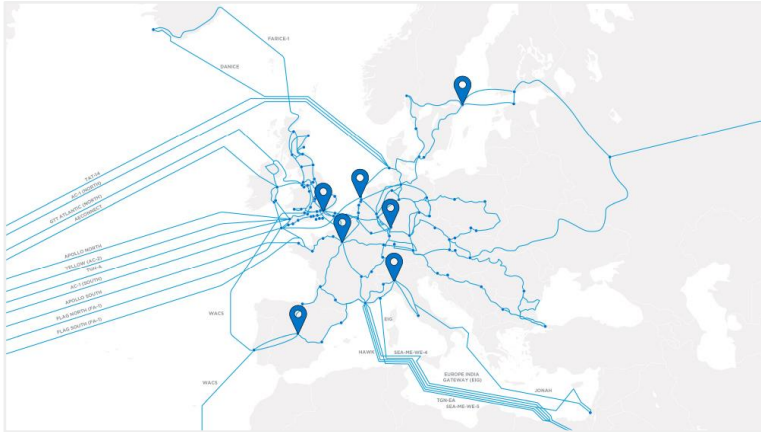 FARICE-1
DANICE
TAT-14
AC-1 (NORTH)
GTT ATLANTIC (NORTH)
AECONNECT
APOLLO NORTH
YELLOW (AC-2)
TGN-A
AC-1 (SOUTH)
APOLLO SOUTH
FLAG NORTH (FA-1)
FLAG SOUTH (FA-1)
WACS
WACS
EIG
HAWK
SEA-ME-WE-4
EUROPE INDIA
GATEWAY (EIG)
JONAH
TGN-EA
SEA-ME-WE-3